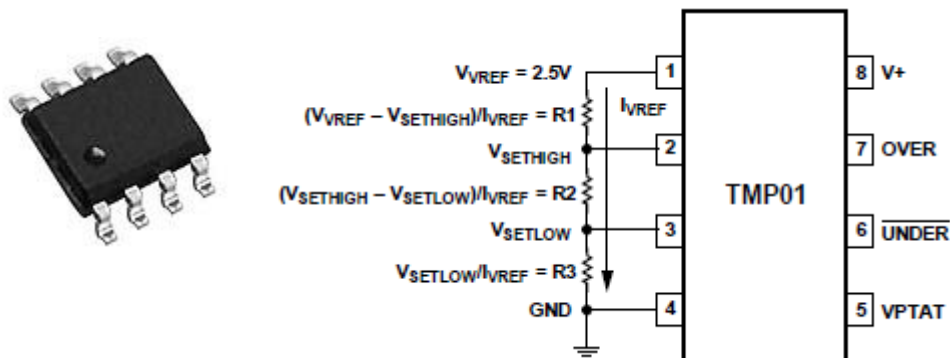 V_VREF = 2.5V
(V_VREF – V_SETHIGH)/I_VREF = R1
V_SETHIGH
(V_SETHIGH – V_SETLOW)/I_VREF = R2
V_SETLOW
V_SETLOW/I_VREF = R3
GND
I_VREF
1
2
3
4
TMP01
8 V+
7 OVER
6 U̅N̅D̅E̅R̅
5 VPTAT